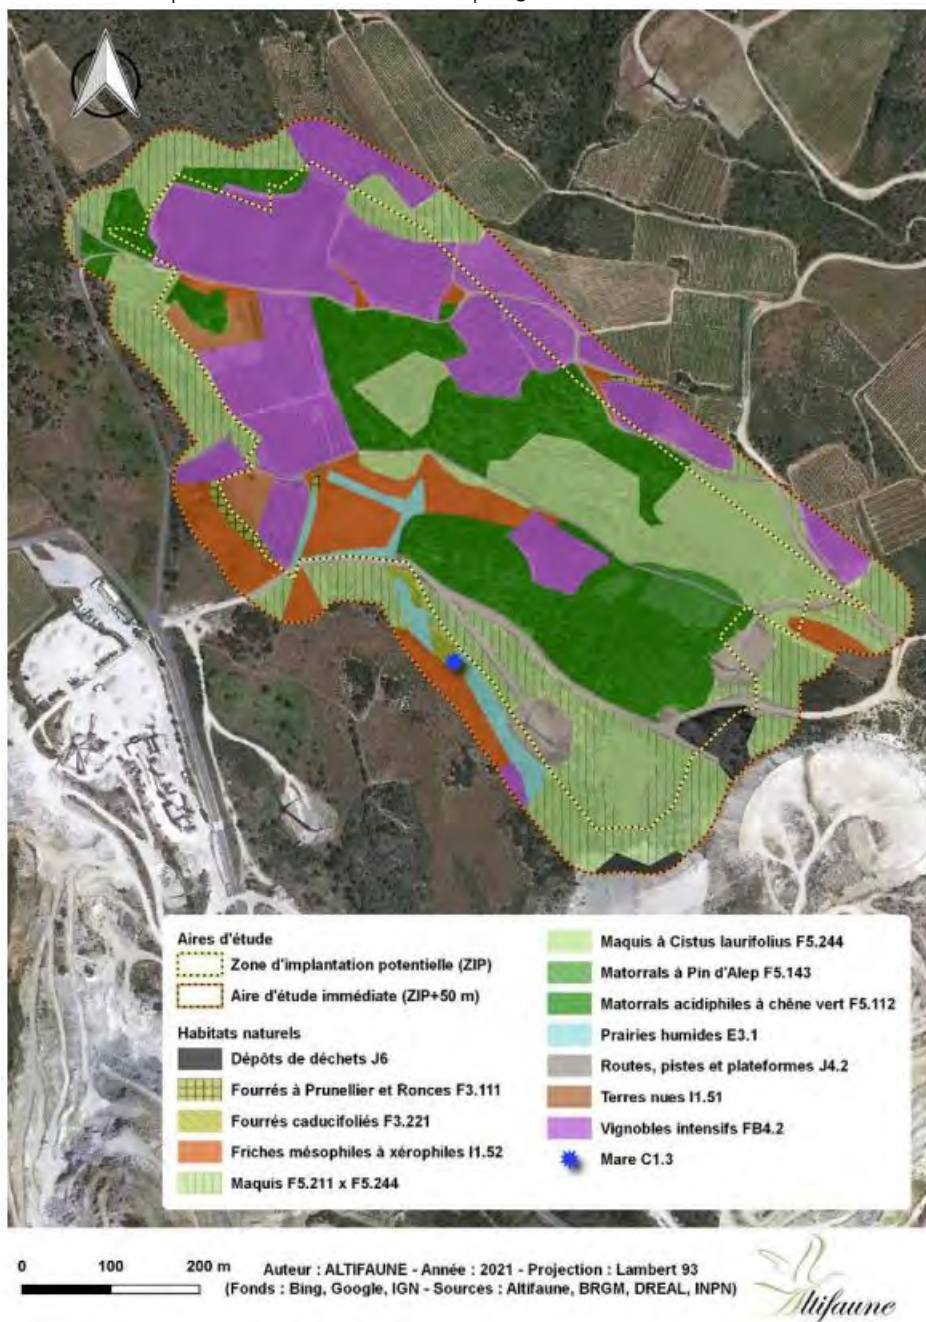 Aires d'étude
Zone d'implantation potentielle (ZIP)
Aire d'étude immédiate (ZIP+50 m)
Habitats naturels
Dépôts de déchets J6
Fourrés à Prunellier et Ronces F3.111
Fourrés caducifoliés F3.221
Friches mésophiles à xérophiles I1.52
Maquis F5.211 x F5.244
Maquis à Cistus laurifolius F5.244
Matorrals à Pin d'Alep F5.143
Matorrals acidiphiles à chêne vert F5.112
Prairies humides E3.1
Routes, pistes et plateformes J4.2
Terres nues I1.51
Vignobles intensifs FB4.2
Mare C1.3
0 100 200 m
Auteur : ALTIFAUNE - Année : 2021 - Projection : Lambert 93
(Fonds : Bing, Google, IGN - Sources : Altifaune, BRGM, DREAL, INPN)
Altifaune